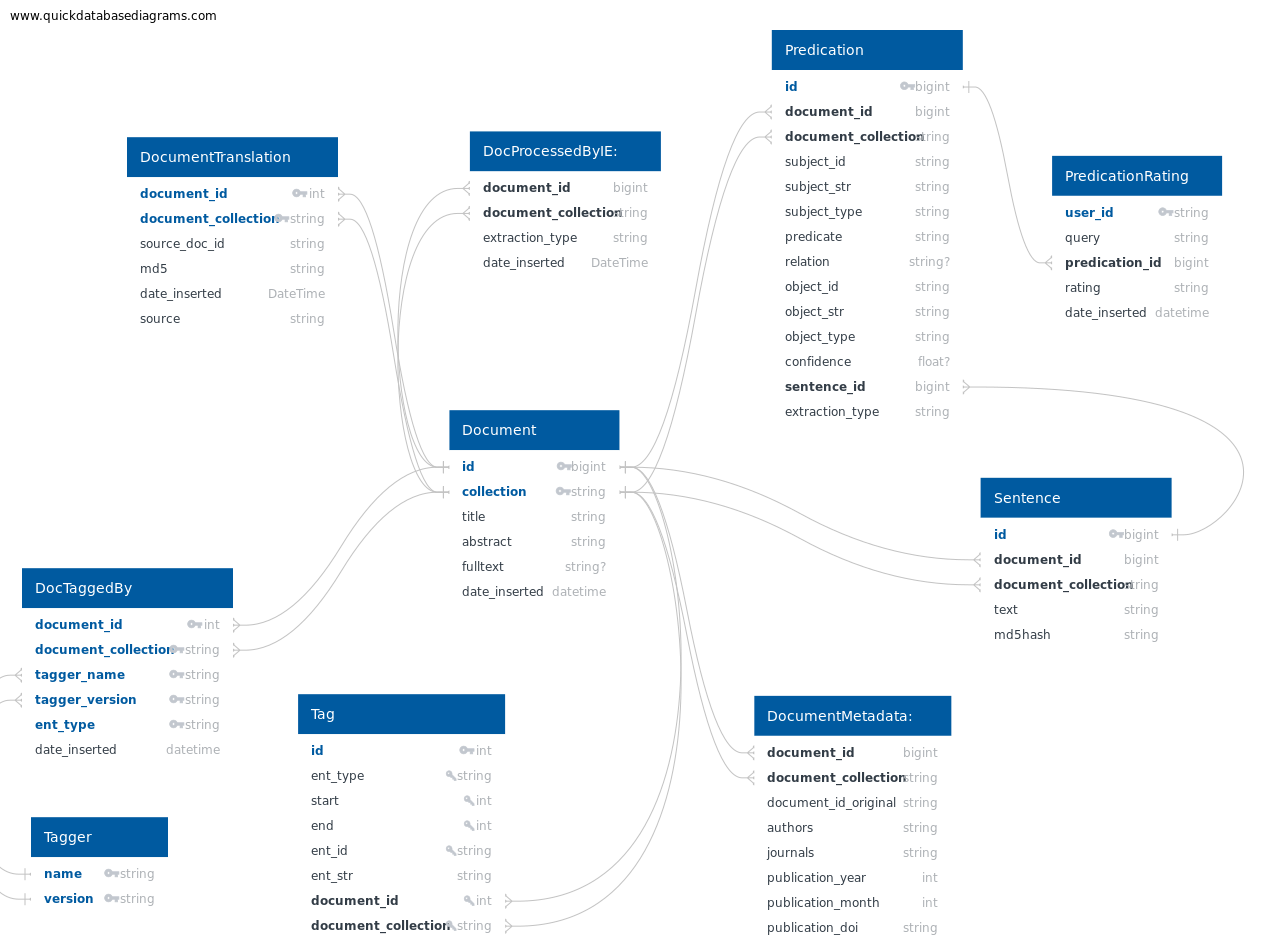 www.quickdatabasediagrams.com
Predication
id bigint
document_id bigint
document_collection tring
subject_id string
subject_str string
subject_type string
predicate string
relation string?
object_id string
object_str string
object_type string
confidence float?
sentence_id bigint
extraction_type string
DocProcessedByIE:
document_id bigint
document_collection tring
extraction_type string
date_inserted DateTime
DocumentTranslation
document_id int
document_collection string
source_doc_id string
md5 string
date_inserted DateTime
source string
PredicationRating
user_id string
query string
predication_id bigint
rating string
date_inserted datetime
Document
id bigint
collection string
title string
abstract string
fulltext string?
date_inserted datetime
Sentence
id bigint
document_id bigint
document_collection tring
text string
md5hash string
DocTaggedBy
document_id int
document_collection string
tagger_name string
tagger_version string
ent_type string
date_inserted datetime
Tag
id int
ent_type string
start int
end int
ent_id string
ent_str string
document_id int
document_collection string
DocumentMetadata:
document_id bigint
document_collection string
document_id_original string
authors string
journals string
publication_year int
publication_month int
publication_doi string
Tagger
name string
version string